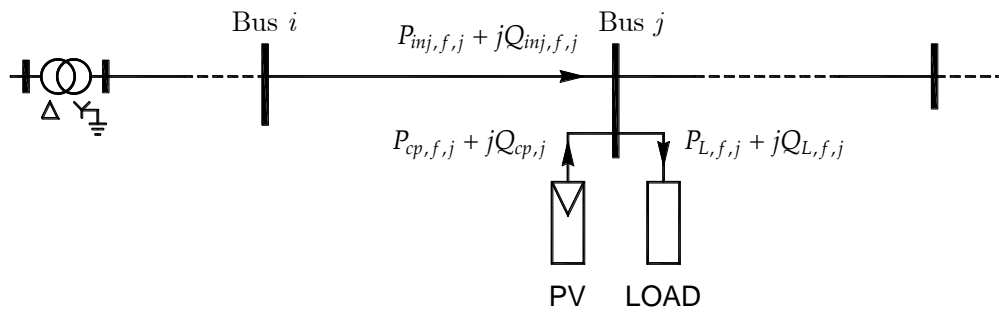 Bus i
Bus j
P_{inj,f,j} + jQ_{inj,f,j}
P_{cp,f,j} + jQ_{cp,j}
P_{L,f,j} + jQ_{L,f,j}
PV
LOAD